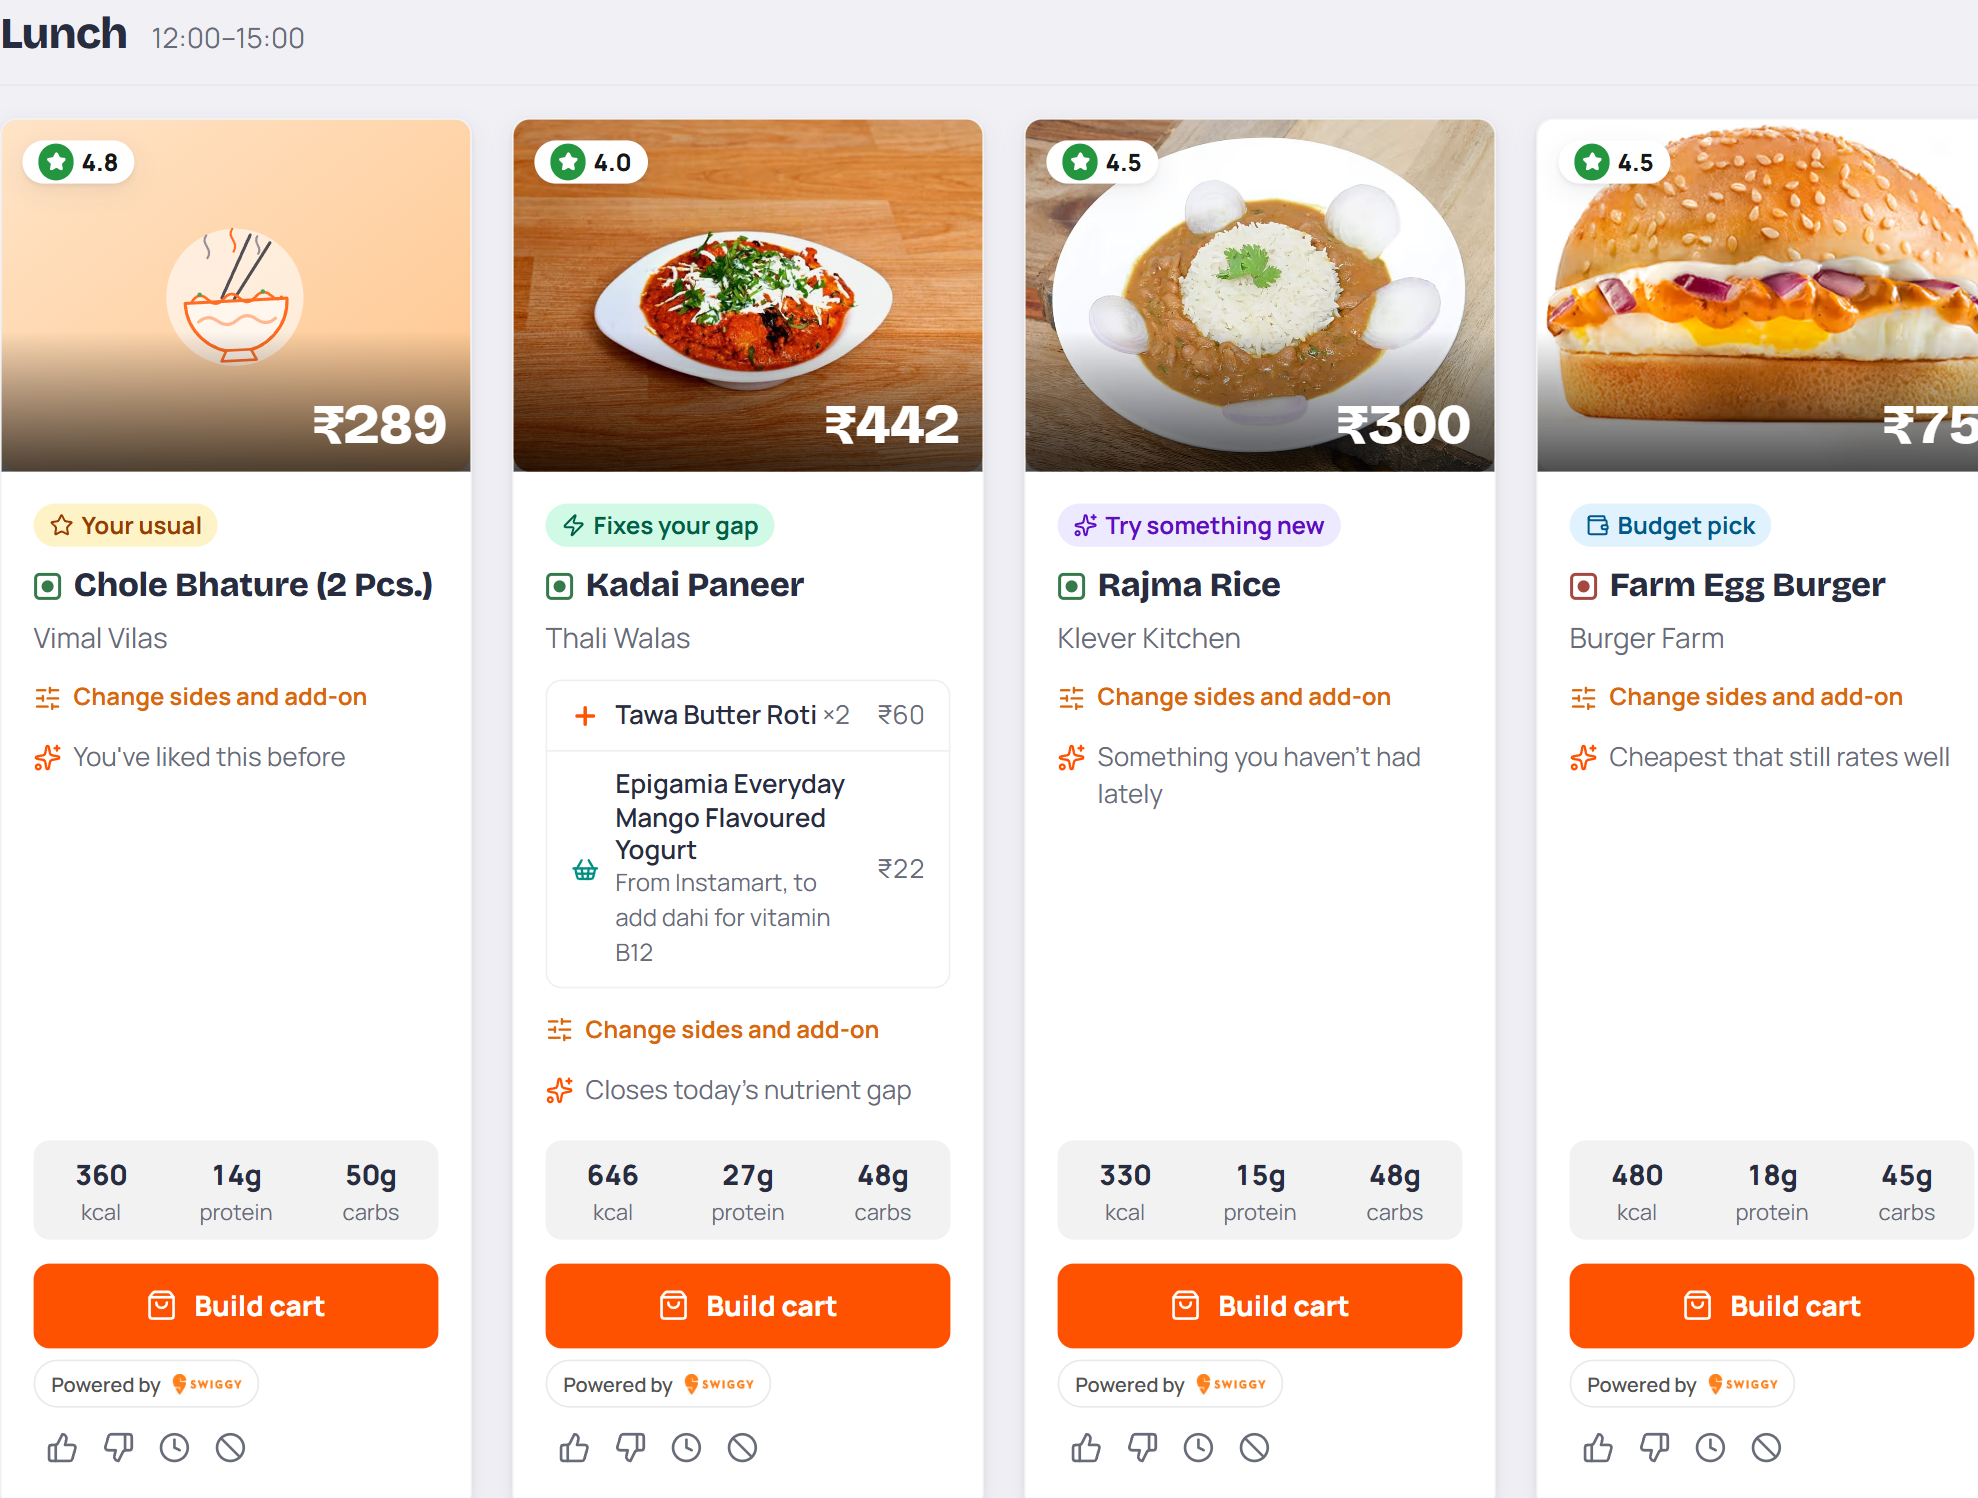 Lunch 12:00–15:00
4.8
₹289
Your usual
Chole Bhature (2 Pcs.)
Vimal Vilas
Change sides and add-on
You've liked this before
360 14g 50g
kcal protein carbs
Build cart
Powered by SWIGGY
4.0
₹442
Fixes your gap
Kadai Paneer
Thali Walas
Tawa Butter Roti ×2 ₹60
Epigamia Everyday
Mango Flavoured
Yogurt
₹22
From Instamart, to
add dahi for vitamin
B12
Change sides and add-on
Closes today’s nutrient gap
646 27g 48g
kcal protein carbs
Build cart
Powered by SWIGGY
4.5
₹300
Try something new
Rajma Rice
Klever Kitchen
Change sides and add-on
Something you haven’t had
lately
330 15g 48g
kcal protein carbs
Build cart
Powered by SWIGGY
4.5
₹75
Budget pick
Farm Egg Burger
Burger Farm
Change sides and add-on
Cheapest that still rates well
480 18g 45g
kcal protein carbs
Build cart
Powered by SWIGGY